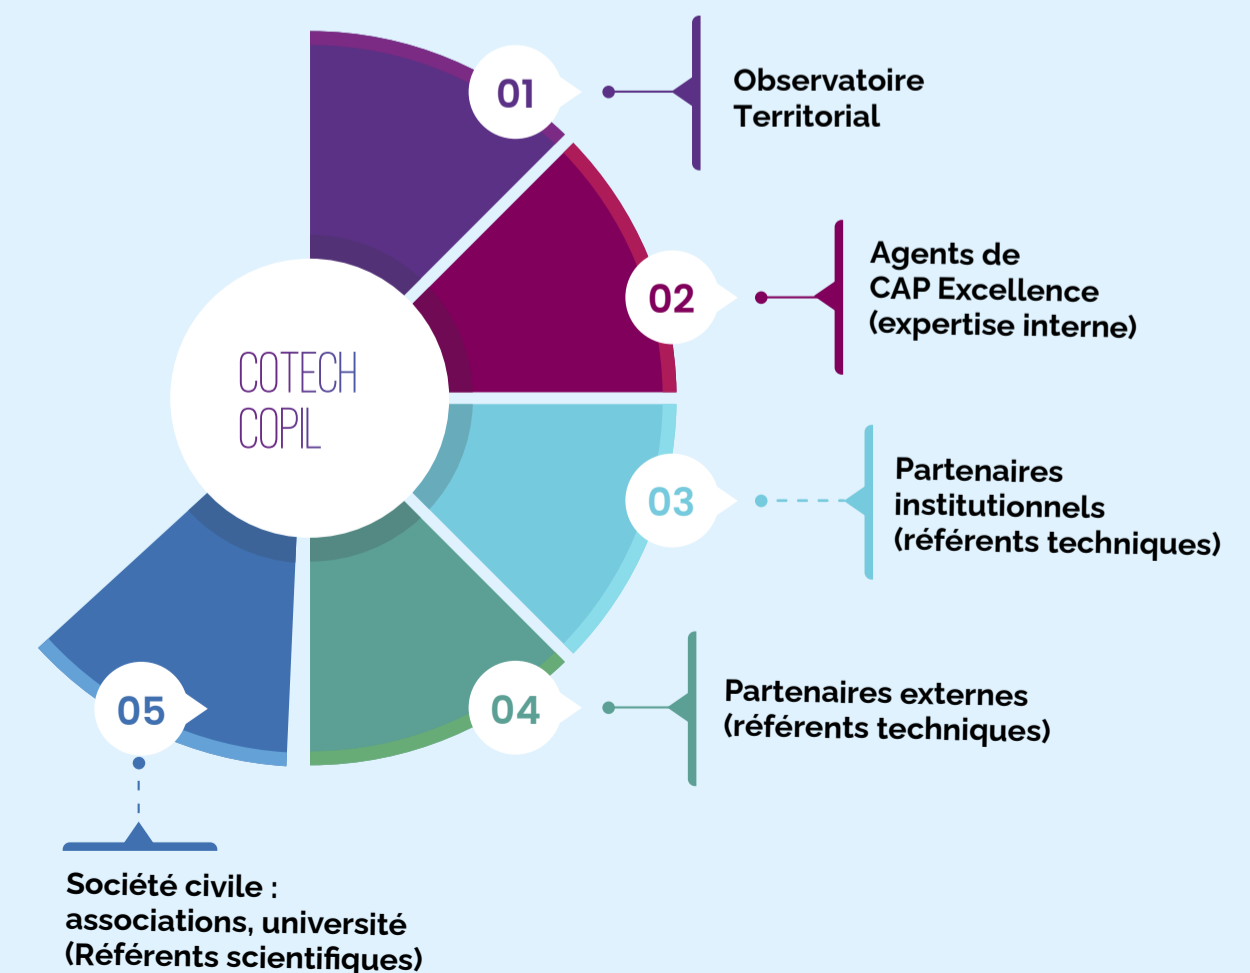 COTECH
COPIL
01
Observatoire
Territorial
02
Agents de
CAP Excellence
(expertise interne)
03
Partenaires
institutionnels
(référents techniques)
04
Partenaires externes
(référents techniques)
05
Société civile :
associations, université
(Référents scientifiques)